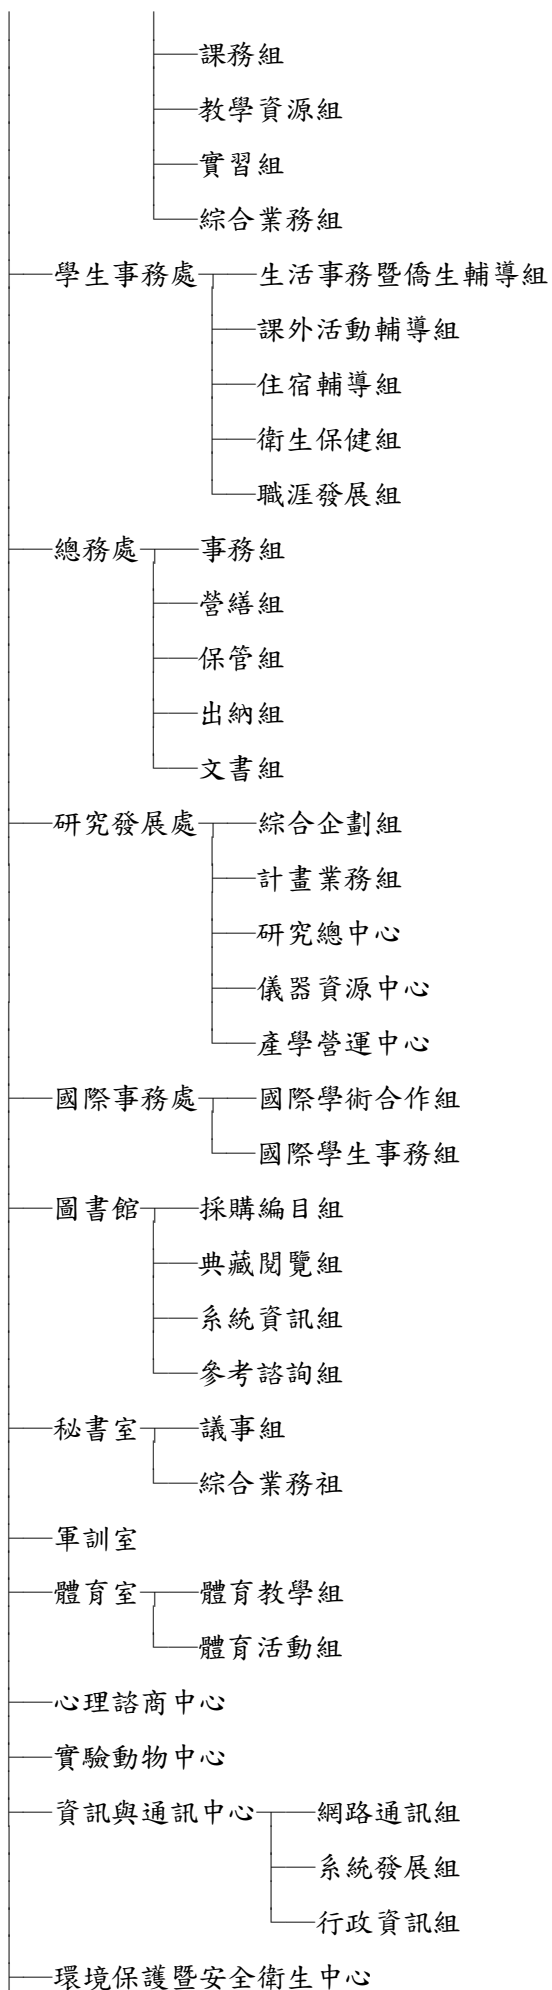 課務組
教學資源組
實習組
綜合業務組
學生事務處 生活事務暨僑生輔導組
課外活動輔導組
住宿輔導組
衛生保健組
職涯發展組
總務處 事務組
營繕組
保管組
出納組
文書組
研究發展處 綜合企劃組
計畫業務組
研究總中心
儀器資源中心
產學營運中心
國際事務處 國際學術合作組
國際學生事務組
圖書館 採購編目組
典藏閱覽組
系統資訊組
參考諮詢組
秘書室 議事組
綜合業務祖
軍訓室
體育室 體育教學組
體育活動組
心理諮商中心
實驗動物中心
資訊與通訊中心 網路通訊組
系統發展組
行政資訊組
環境保護暨安全衛生中心